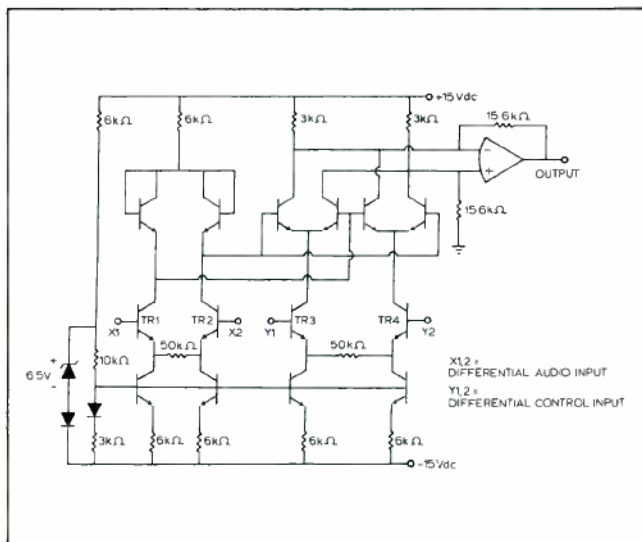 +15Vdc
6kΩ
6kΩ
3kΩ
3kΩ
15.6kΩ
OUTPUT
15.6kΩ
X1
TR1
TR2
X2
Y1
TR3
TR4
Y2
50kΩ
50kΩ
6.5V
+
-
10kΩ
X1,2 =
DIFFERENTIAL AUDIO INPUT
Y1,2 =
DIFFERENTIAL CONTROL INPUT
3kΩ
6kΩ
6kΩ
6kΩ
6kΩ
-15Vdc